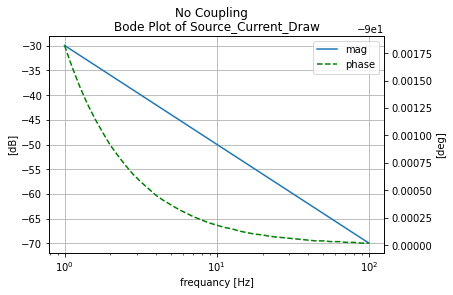 No Coupling
Bode Plot of Source_Current_Draw
−9e1
mag
phase
−30
−35
−40
−45
−50
−55
−60
−65
−70
[dB]
0.00175
0.00150
0.00125
0.00100
0.00075
0.00050
0.00025
0.00000
[deg]
10⁰
10¹
10²
frequancy [Hz]